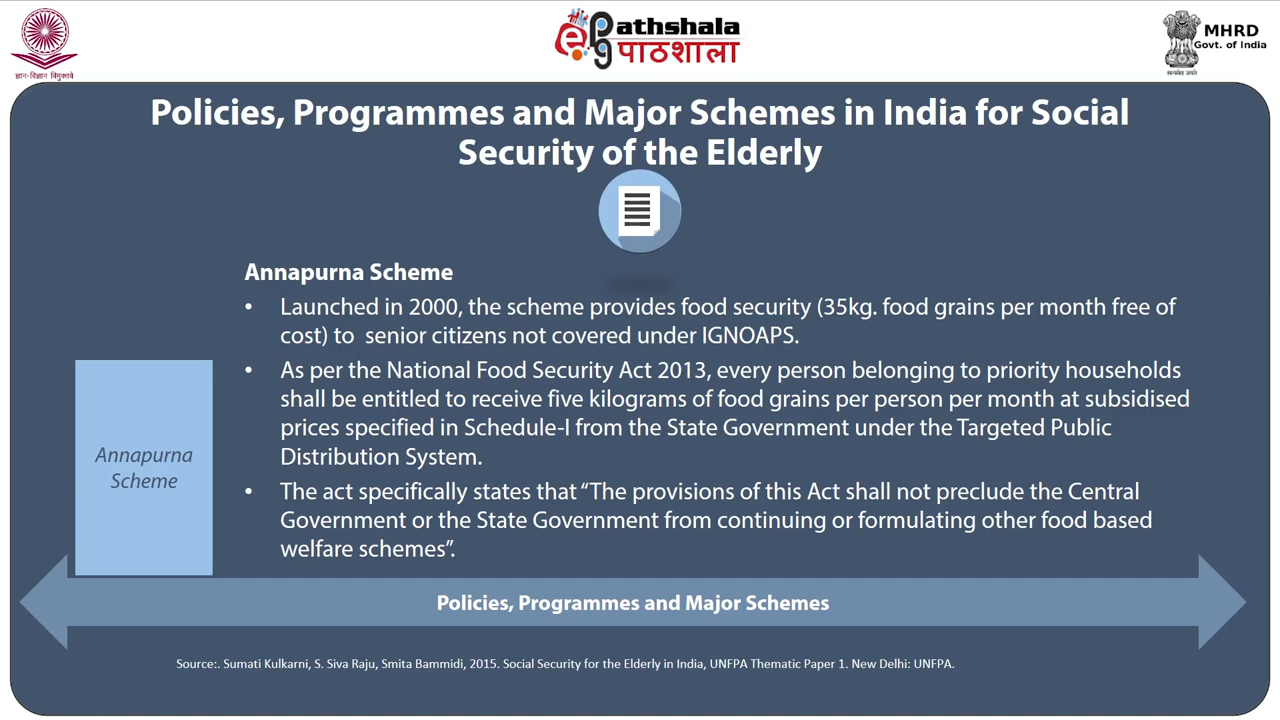 ज्ञान-विज्ञान विमुक्तये
ePG Pathshala
पाठशाला
MHRD
Govt. of India
सत्यमेव जयते
Policies, Programmes and Major Schemes in India for Social
Security of the Elderly
Annapurna Scheme
• Launched in 2000, the scheme provides food security (35kg. food grains per month free of
cost) to senior citizens not covered under IGNOAPS.
• As per the National Food Security Act 2013, every person belonging to priority households
shall be entitled to receive five kilograms of food grains per person per month at subsidised
prices specified in Schedule-I from the State Government under the Targeted Public
Distribution System.
• The act specifically states that “The provisions of this Act shall not preclude the Central
Government or the State Government from continuing or formulating other food based
welfare schemes”.
Annapurna
Scheme
Policies, Programmes and Major Schemes
Source:. Sumati Kulkarni, S. Siva Raju, Smita Bammidi, 2015. Social Security for the Elderly in India, UNFPA Thematic Paper 1. New Delhi: UNFPA.